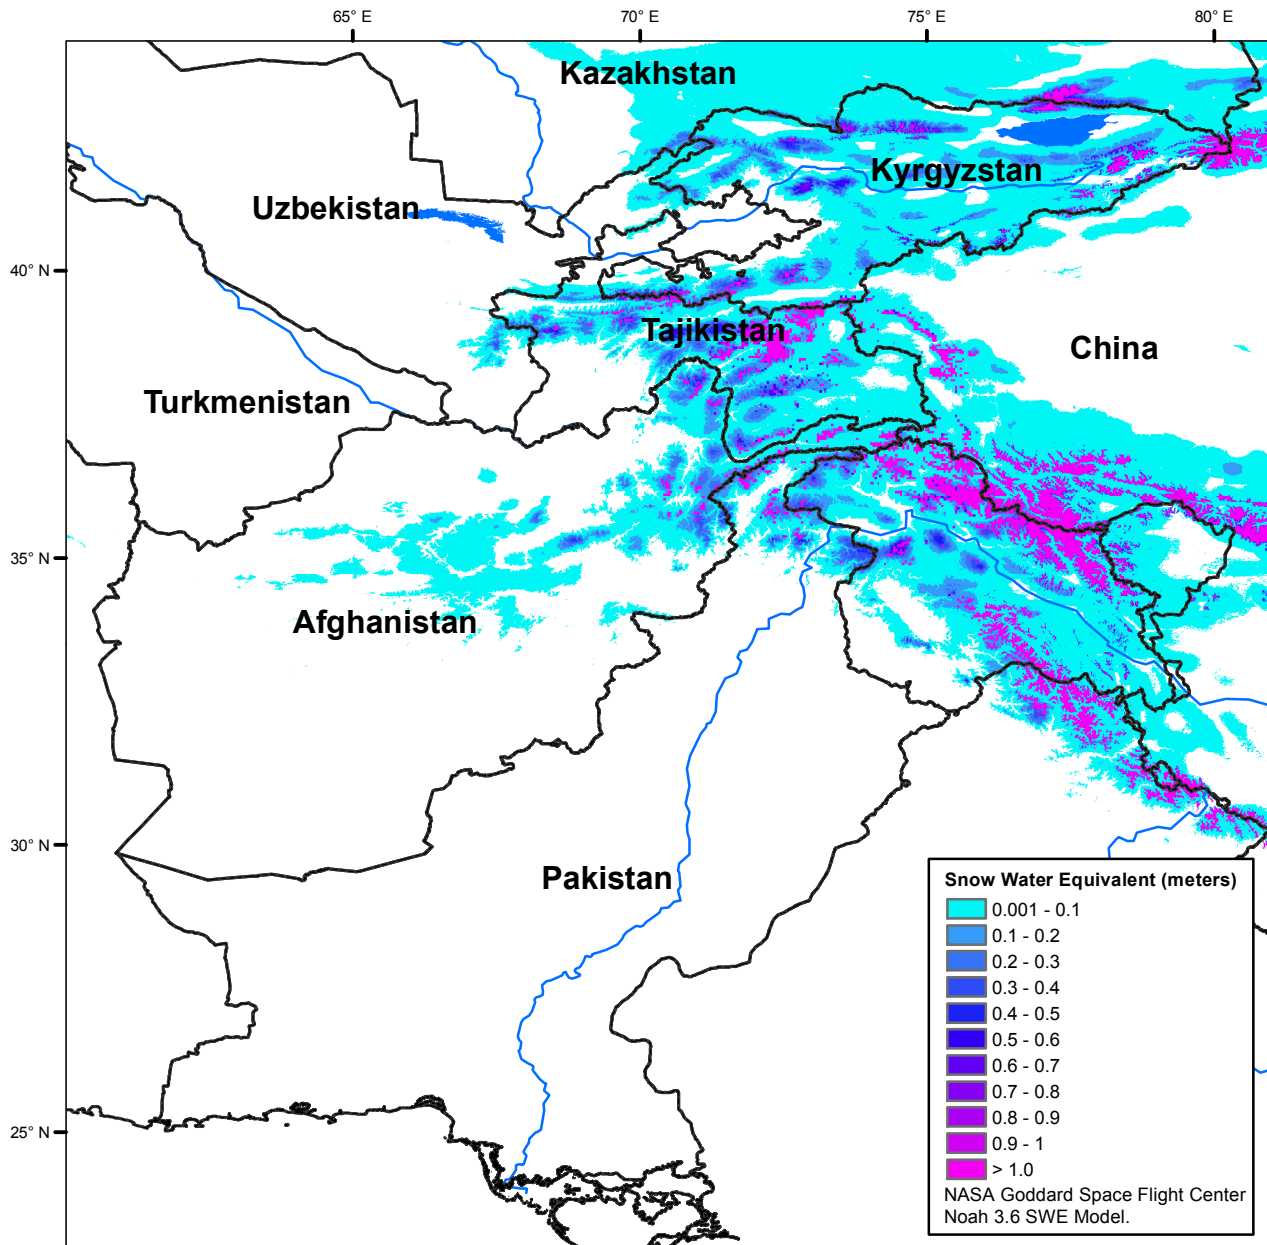 65° E
70° E
75° E
80° E
Kazakhstan
Kyrgyzstan
Uzbekistan
40° N
Tajikistan
China
Turkmenistan
35° N
Afghanistan
30° N
Pakistan
Snow Water Equivalent (meters)
0.001 - 0.1
0.1 - 0.2
0.2 - 0.3
0.3 - 0.4
0.4 - 0.5
0.5 - 0.6
0.6 - 0.7
0.7 - 0.8
0.8 - 0.9
0.9 - 1
> 1.0
25° N
NASA Goddard Space Flight Center
Noah 3.6 SWE Model.